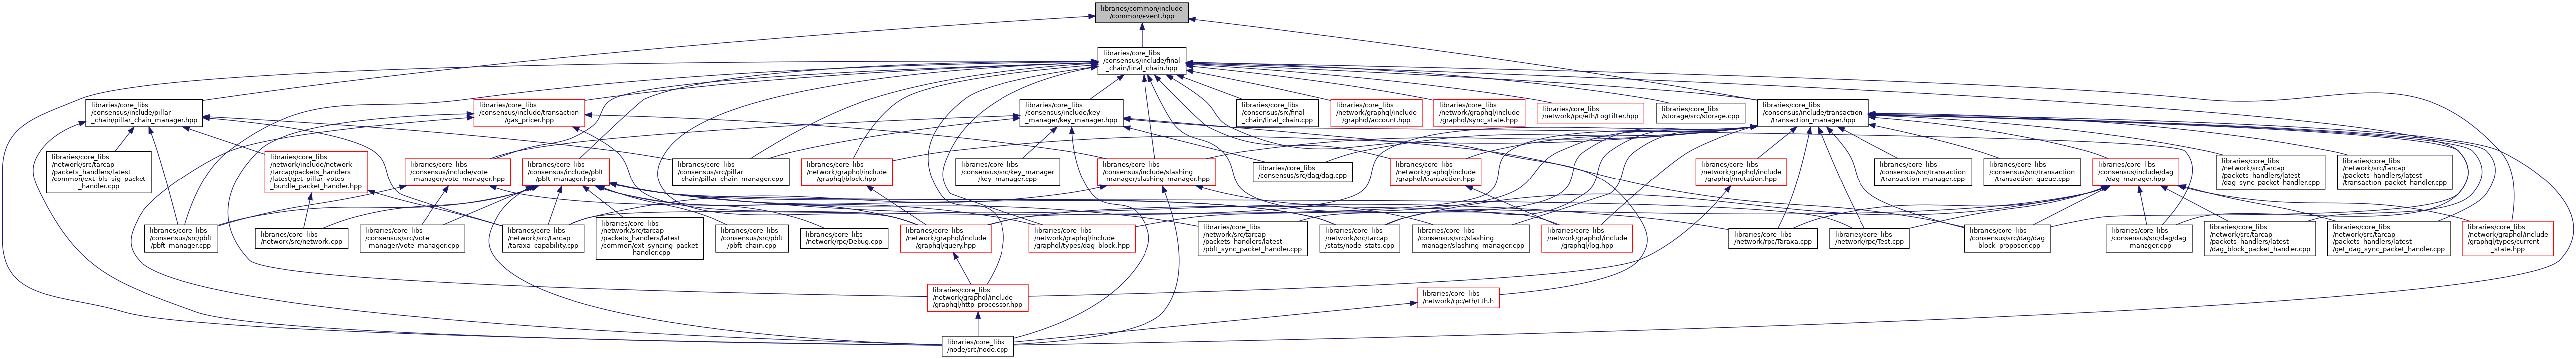 libraries/common/include
/common/event.hpp
libraries/core_libs
/consensus/include/final
_chain/final_chain.hpp
libraries/core_libs
/consensus/include/pillar
_chain/pillar_chain_manager.hpp
libraries/core_libs
/consensus/include/transaction
/gas_pricer.hpp
libraries/core_libs
/consensus/include/key
_manager/key_manager.hpp
libraries/core_libs
/consensus/src/final
_chain/final_chain.cpp
libraries/core_libs
/network/graphql/include
/graphql/account.hpp
libraries/core_libs
/network/graphql/include
/graphql/sync_state.hpp
libraries/core_libs
/network/rpc/eth/LogFilter.hpp
libraries/core_libs
/storage/src/storage.cpp
libraries/core_libs
/consensus/include/transaction
/transaction_manager.hpp
libraries/core_libs
/network/src/tarcap
/packets_handlers/latest
/common/ext_bls_sig_packet
_handler.cpp
libraries/core_libs
/network/include/network
/tarcap/packets_handlers
/latest/get_pillar_votes
_bundle_packet_handler.hpp
libraries/core_libs
/consensus/include/vote
_manager/vote_manager.hpp
libraries/core_libs
/consensus/include/pbft
/pbft_manager.hpp
libraries/core_libs
/consensus/src/pillar
_chain/pillar_chain_manager.cpp
libraries/core_libs
/network/graphql/include
/graphql/block.hpp
libraries/core_libs
/consensus/src/key_manager
/key_manager.cpp
libraries/core_libs
/consensus/include/slashing
_manager/slashing_manager.hpp
libraries/core_libs
/consensus/src/dag/dag.cpp
libraries/core_libs
/network/graphql/include
/graphql/transaction.hpp
libraries/core_libs
/network/graphql/include
/graphql/mutation.hpp
libraries/core_libs
/consensus/src/transaction
/transaction_manager.cpp
libraries/core_libs
/consensus/src/transaction
/transaction_queue.cpp
libraries/core_libs
/consensus/include/dag
/dag_manager.hpp
libraries/core_libs
/network/src/tarcap
/packets_handlers/latest
/dag_sync_packet_handler.cpp
libraries/core_libs
/network/src/tarcap
/packets_handlers/latest
/transaction_packet_handler.cpp
libraries/core_libs
/consensus/src/pbft
/pbft_manager.cpp
libraries/core_libs
/network/src/network.cpp
libraries/core_libs
/consensus/src/vote
_manager/vote_manager.cpp
libraries/core_libs
/network/src/tarcap
/taraxa_capability.cpp
libraries/core_libs
/network/src/tarcap
/packets_handlers/latest
/common/ext_syncing_packet
_handler.cpp
libraries/core_libs
/consensus/src/pbft
/pbft_chain.cpp
libraries/core_libs
/network/rpc/Debug.cpp
libraries/core_libs
/network/graphql/include
/graphql/query.hpp
libraries/core_libs
/network/graphql/include
/graphql/types/dag_block.hpp
libraries/core_libs
/network/src/tarcap
/packets_handlers/latest
/pbft_sync_packet_handler.cpp
libraries/core_libs
/network/src/tarcap
/stats/node_stats.cpp
libraries/core_libs
/consensus/src/slashing
_manager/slashing_manager.cpp
libraries/core_libs
/network/graphql/include
/graphql/log.hpp
libraries/core_libs
/network/rpc/Taraxa.cpp
libraries/core_libs
/network/rpc/Test.cpp
libraries/core_libs
/consensus/src/dag/dag
_block_proposer.cpp
libraries/core_libs
/consensus/src/dag/dag
_manager.cpp
libraries/core_libs
/network/src/tarcap
/packets_handlers/latest
/dag_block_packet_handler.cpp
libraries/core_libs
/network/src/tarcap
/packets_handlers/latest
/get_dag_sync_packet_handler.cpp
libraries/core_libs
/network/graphql/include
/graphql/types/current
_state.hpp
libraries/core_libs
/network/graphql/include
/graphql/http_processor.hpp
libraries/core_libs
/network/rpc/eth/Eth.h
libraries/core_libs
/node/src/node.cpp